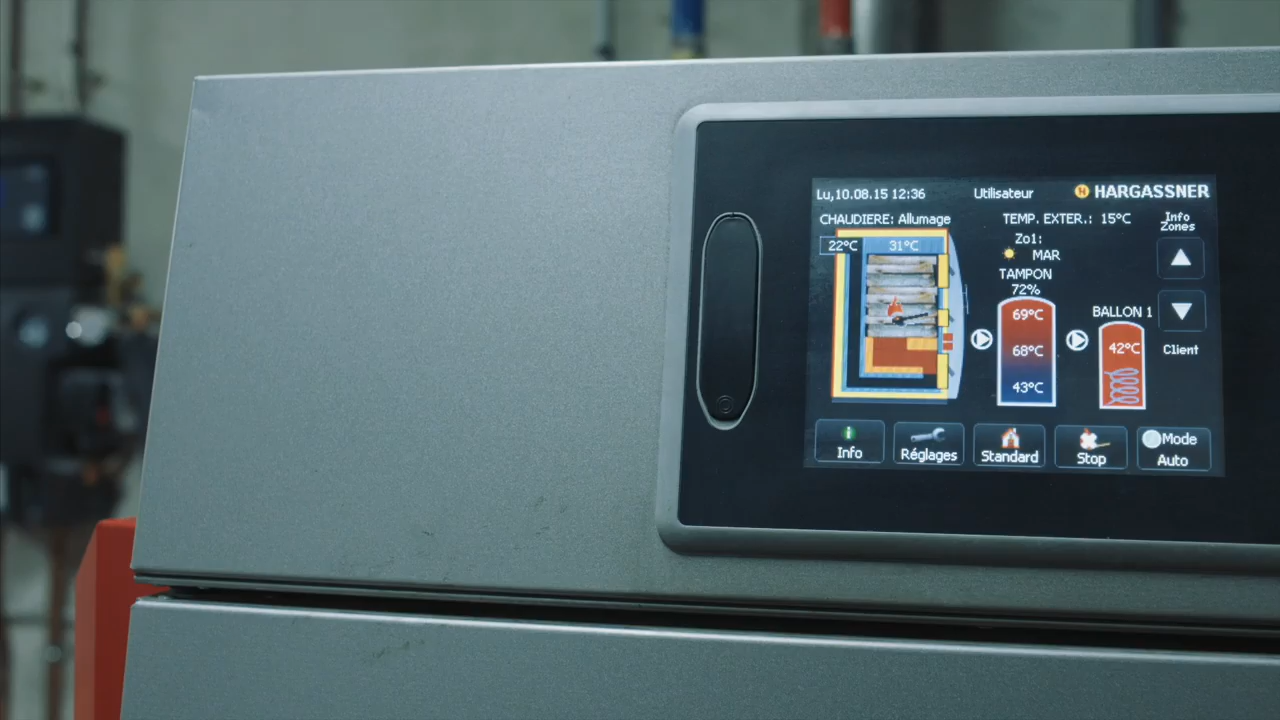 Lu,10.08.15 12:36 Utilisateur H HARGASSNER
CHAUDIERE: Allumage
TEMP. EXTER.: 15°C
Info
Zones
22°C 31°C
Zo1:
MAR
TAMPON
72%
69°C
68°C
43°C
BALLON 1
42°C
Client
Info
Réglages
Standard
Stop
Mode
Auto